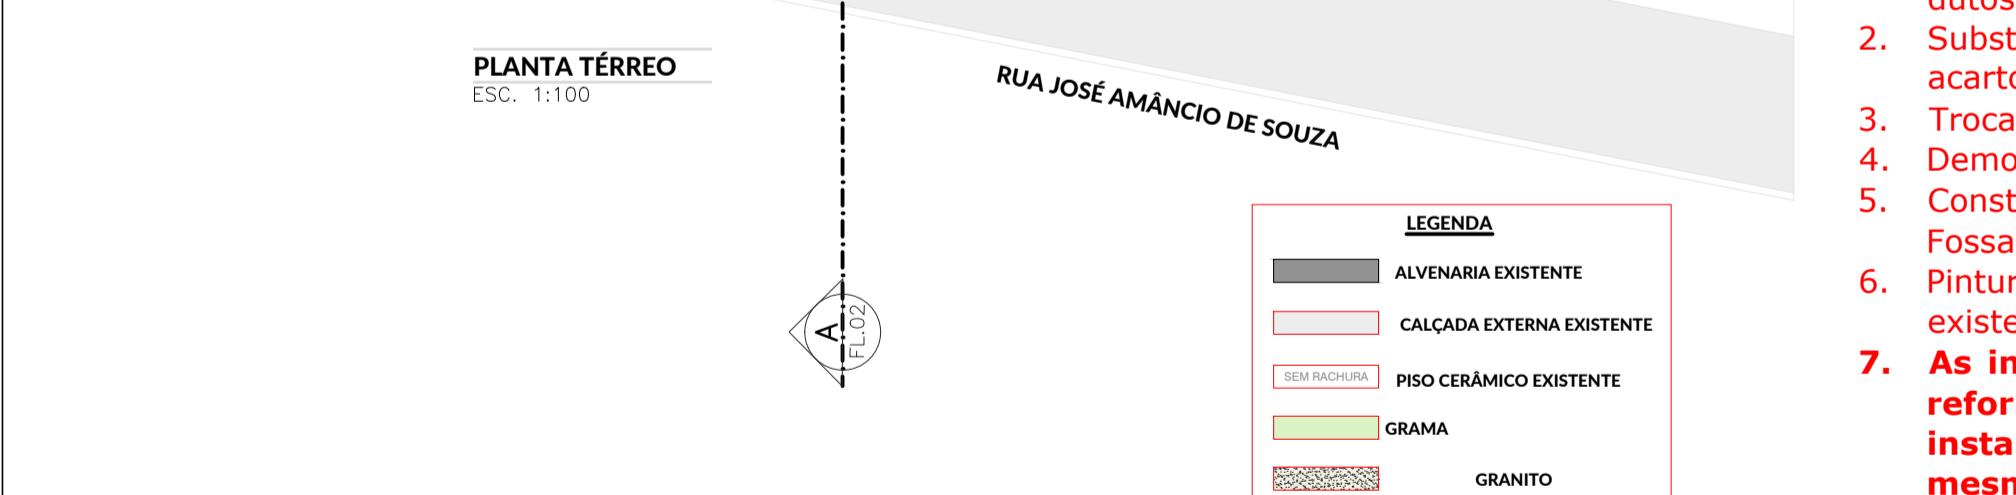 PLANTA TÉRREO
ESC. 1:100
RUA JOSÉ AMÂNCIO DE SOUZA
A
FL.02
LEGENDA
ALVENARIA EXISTENTE
CALÇADA EXTERNA EXISTENTE
SEM RACHURA PISO CERÂMICO EXISTENTE
GRAMA
GRANITO
2. Subst
acarto
3. Troca
4. Demo
5. Const
Fossa
6. Pintur
existe
7. As in
refor
insta